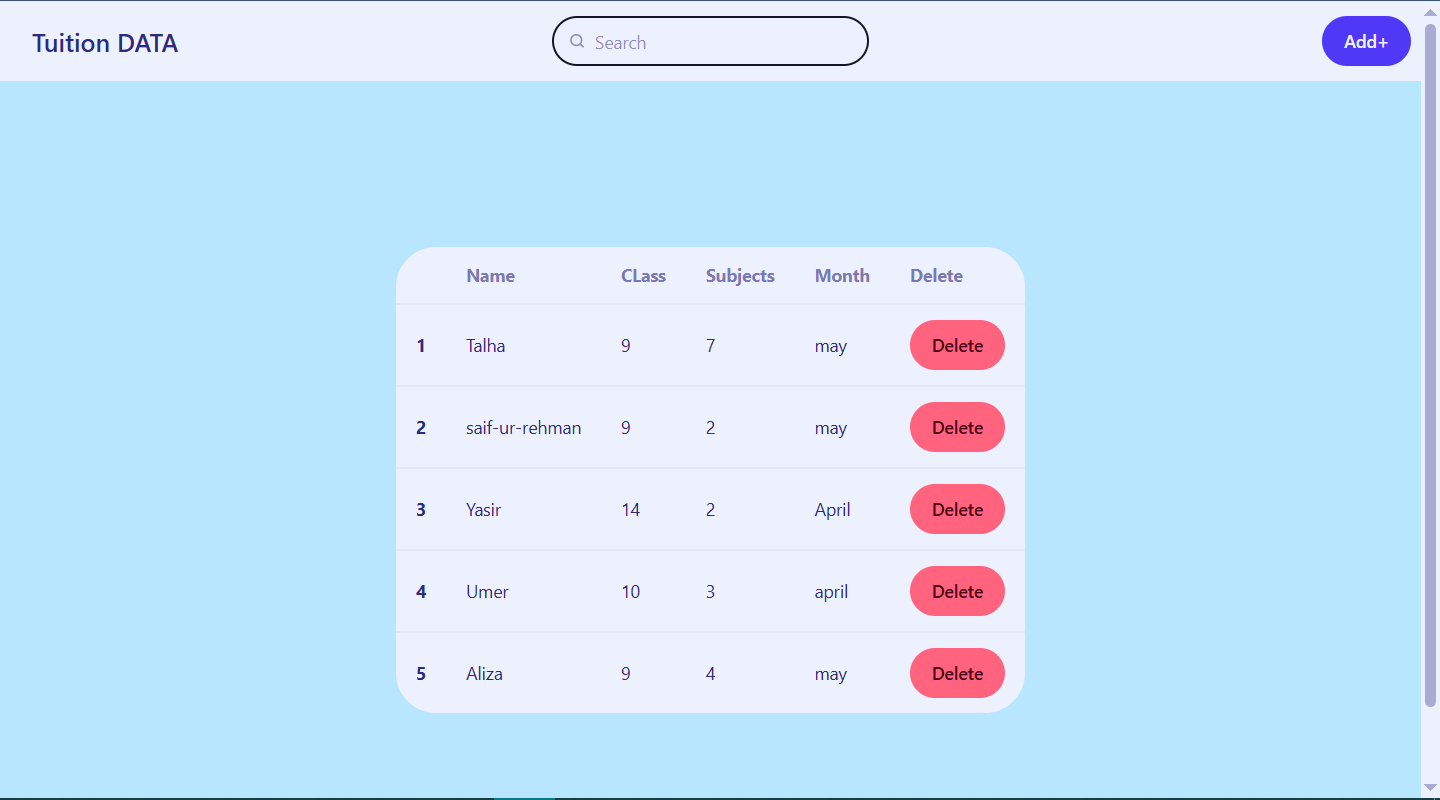 Tuition DATA
Search
Add+
Name CLass Subjects Month Delete
1 Talha 9 7 may Delete
2 saif-ur-rehman 9 2 may Delete
3 Yasir 14 2 April Delete
4 Umer 10 3 april Delete
5 Aliza 9 4 may Delete